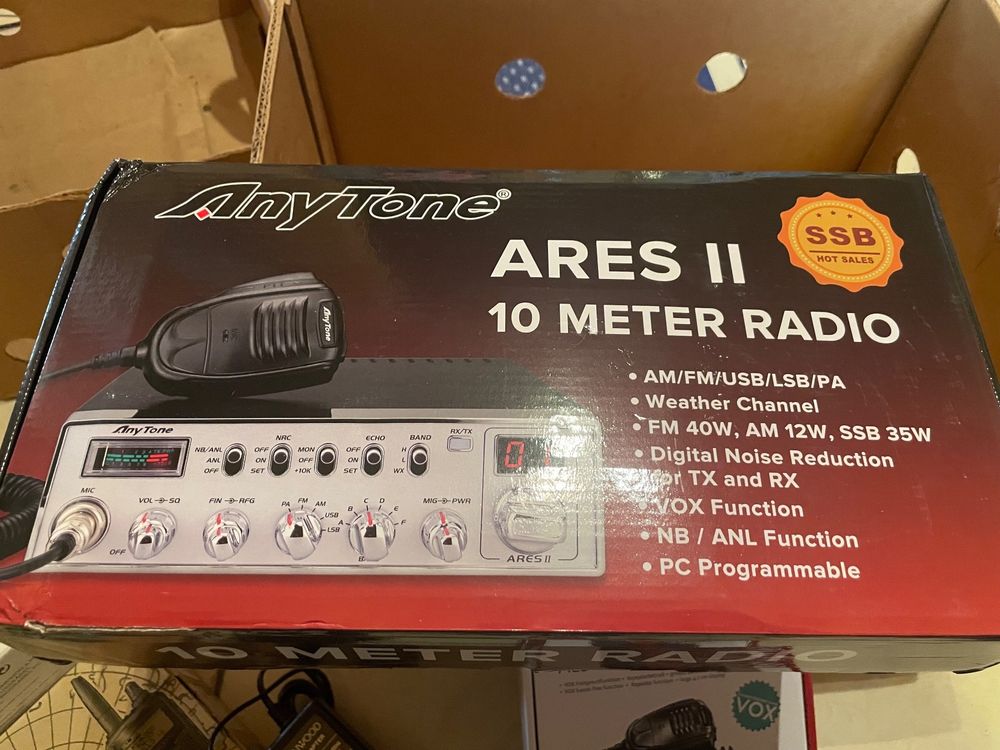 AnyTone®
SSB
HOT SALES
ARES II
10 METER RADIO
• AM/FM/USB/LSB/PA
• Weather Channel
• FM 40W, AM 12W, SSB 35W
• Digital Noise Reduction
for TX and RX
• VOX Function
• NB / ANL Function
• PC Programmable
AnyTone
AnyTone
NB/ANL
ANL
OFF
NRC
OFF
ON
SET
MON
OFF
+10K
ECHO
OFF
ON
SET
BAND
H
L
WX
RX/TX
01
MIC
VOL SQ
OFF
FIN RFG
PA
FM
AM
USB
LSB
A
B
C
D
E
F
MIG PWR
ARES II
10 METER RADIO
VOX